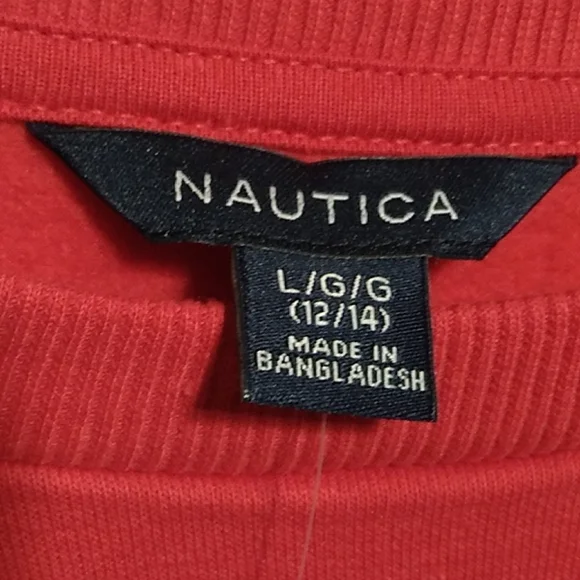 NAUTICA
L/G/G
(12/14)
MADE IN
BANGLADESH